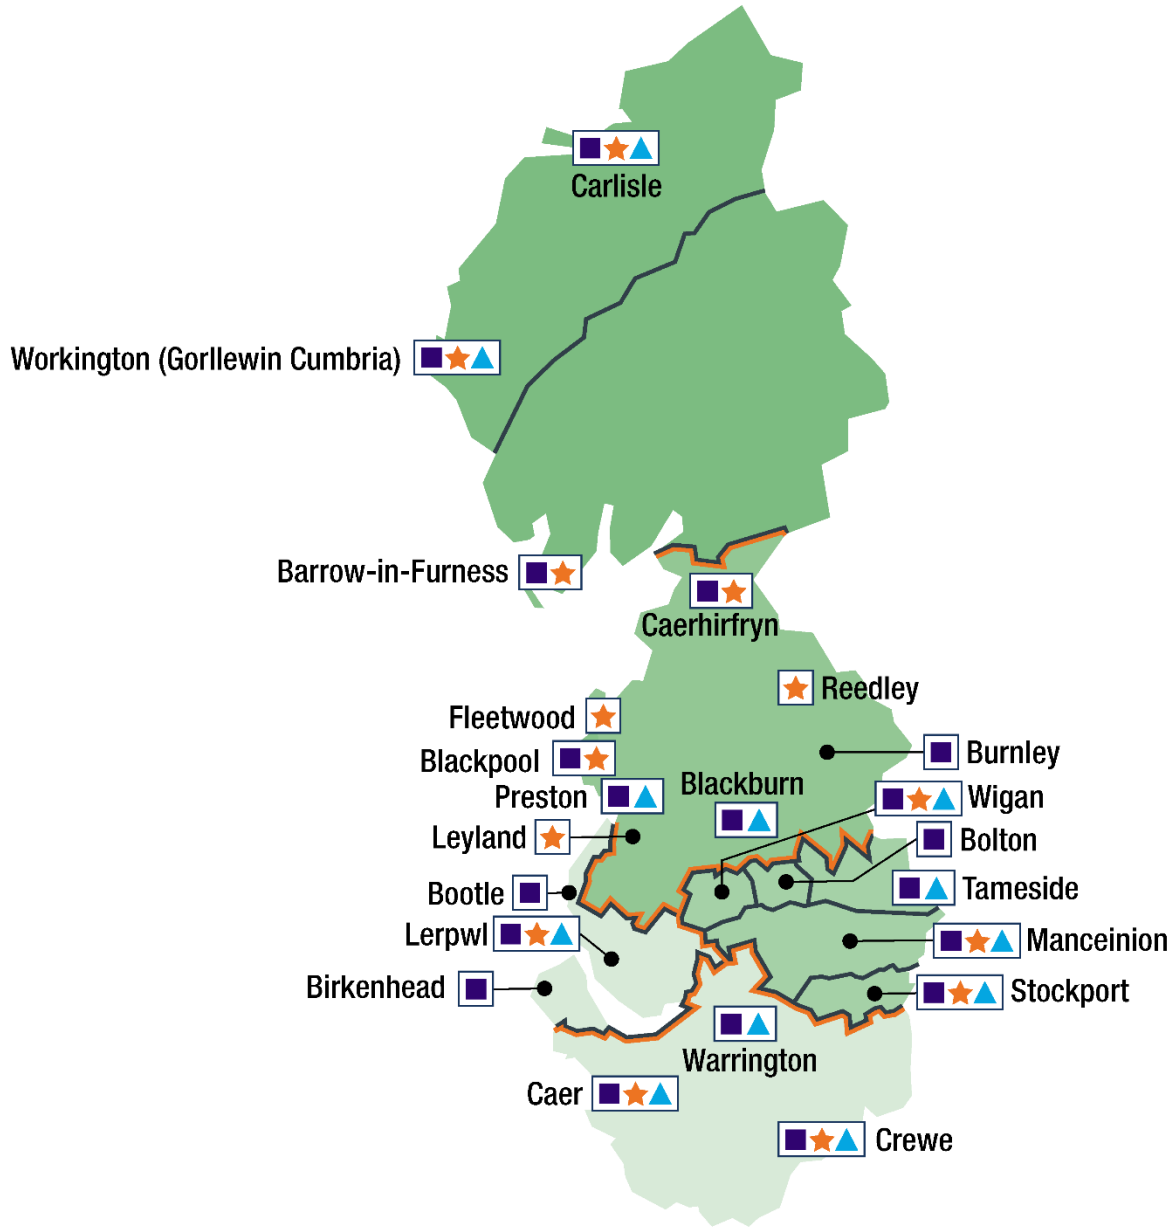 Carlisle
Workington (Gorllewin Cumbria)
Barrow-in-Furness
Caerhirfryn
Reedley
Fleetwood
Burnley
Blackpool
Blackburn
Preston
Wigan
Leyland
Bolton
Bootle
Tameside
Lerpwl
Manceinion
Birkenhead
Stockport
Warrington
Caer
Crewe